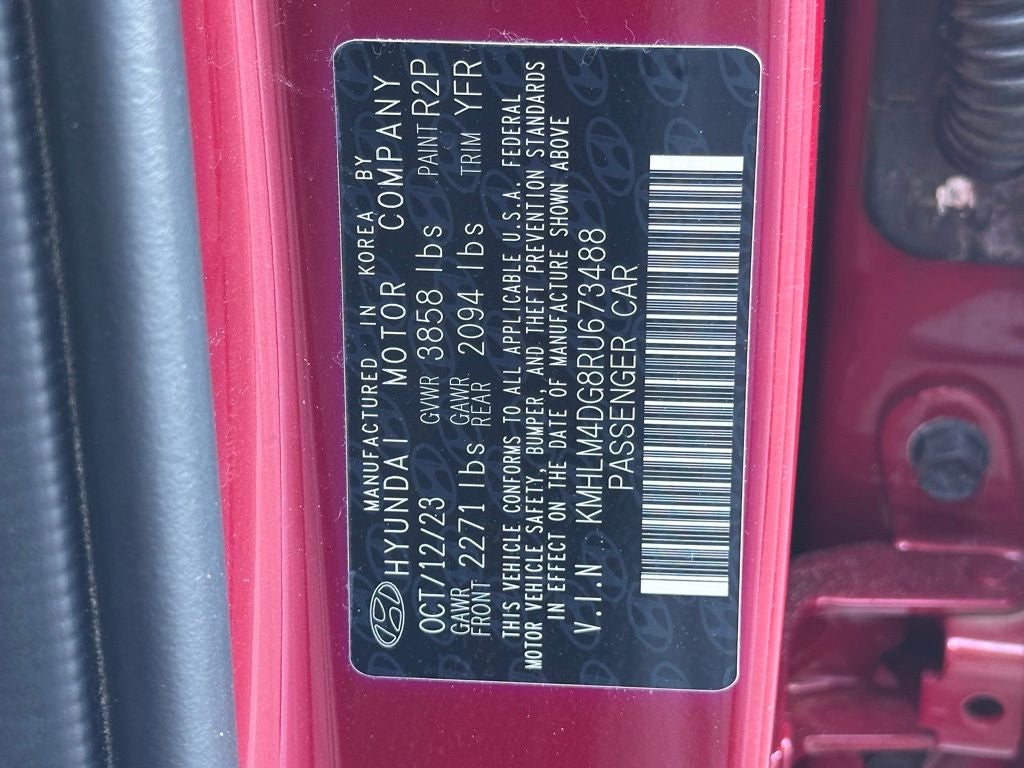 MANUFACTURED IN KOREA BY
HYUNDAI MOTOR COMPANY
OCT/12/23 GVWR 3858 lbs PAINT R2P
GAWR FRONT 2271 lbs GAWR REAR 2094 lbs TRIM YFR
THIS VEHICLE CONFORMS TO ALL APPLICABLE U.S.A. FEDERAL
MOTOR VEHICLE SAFETY, BUMPER, AND THEFT PREVENTION STANDARDS
IN EFFECT ON THE DATE OF MANUFACTURE SHOWN ABOVE
V.I.N KMHLM4DG8RU673488
PASSENGER CAR